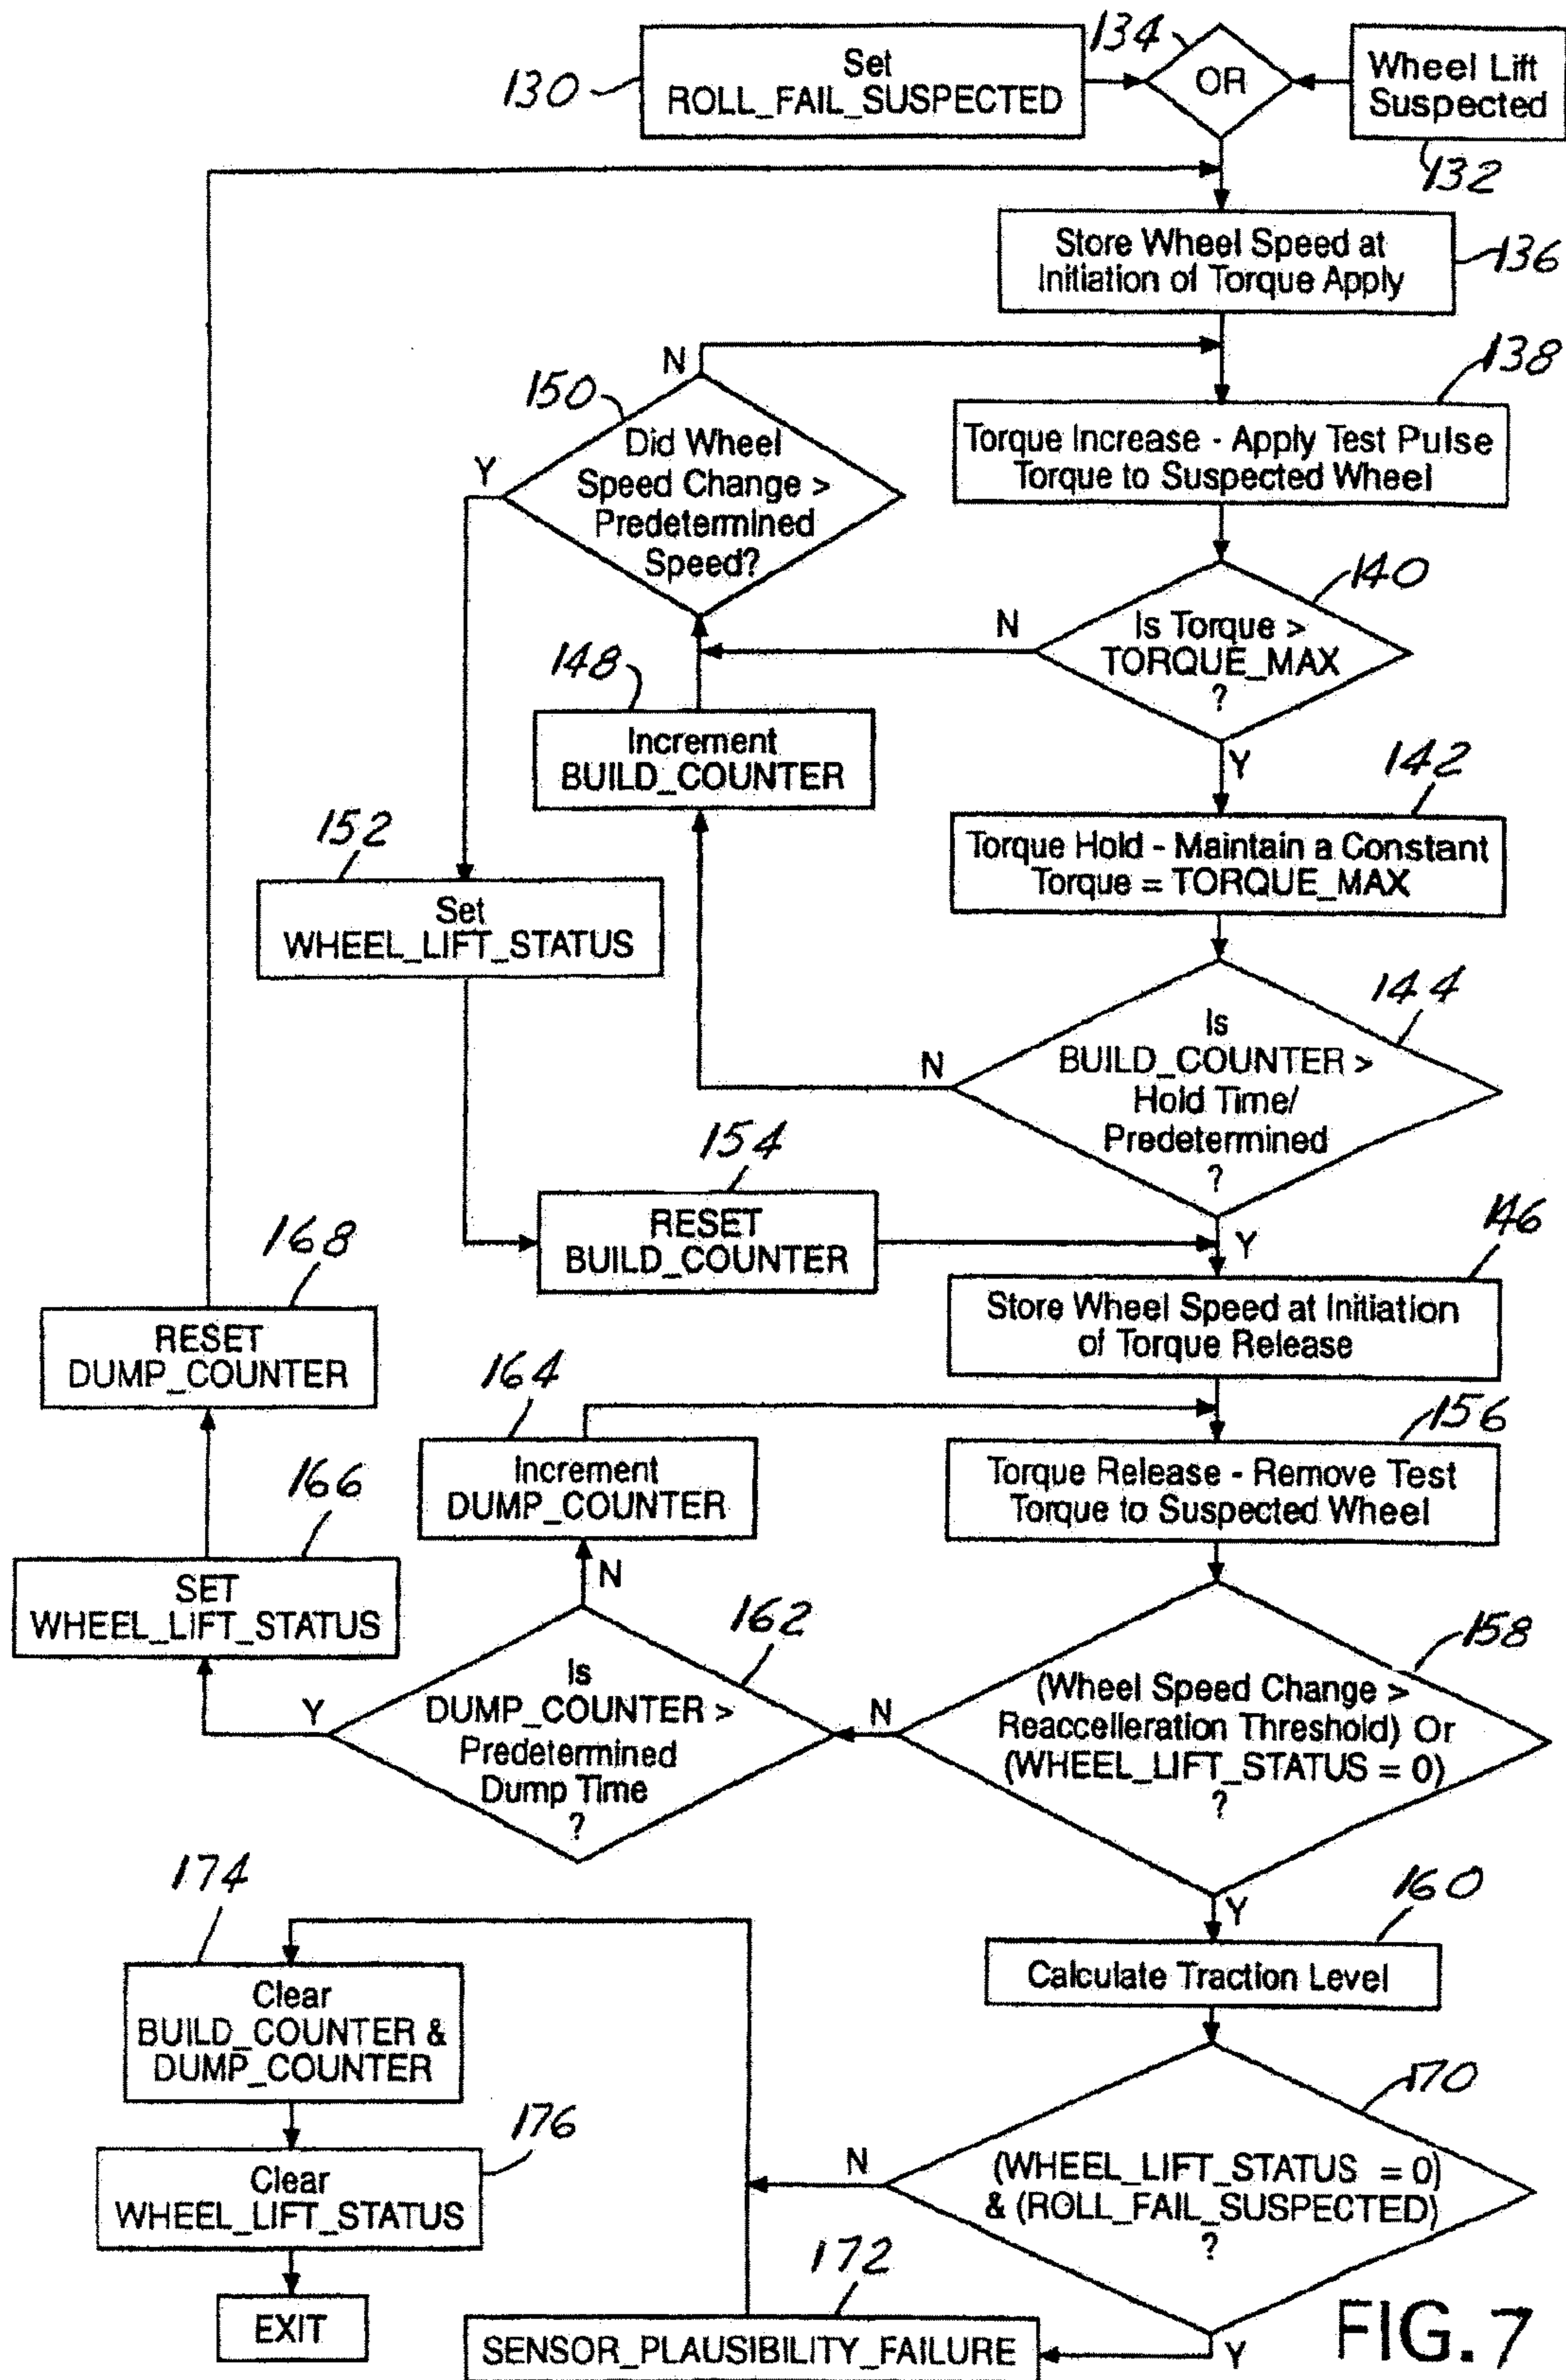 130
Set
ROLL_FAIL_SUSPECTED
134
OR
Wheel Lift
Suspected
132
Store Wheel Speed at
Initiation of Torque Apply
136
N
150
Did Wheel
Speed Change >
Predetermined
Speed?
Y
138
Torque Increase - Apply Test Pulse
Torque to Suspected Wheel
140
Is Torque >
TORQUE_MAX
?
N
Y
148
Increment
BUILD_COUNTER
142
Torque Hold - Maintain a Constant
Torque = TORQUE_MAX
152
Set
WHEEL_LIFT_STATUS
144
Is
BUILD_COUNTER >
Hold Time/
Predetermined
?
N
Y
154
RESET
BUILD_COUNTER
146
Store Wheel Speed at Initiation
of Torque Release
168
RESET
DUMP_COUNTER
164
Increment
DUMP_COUNTER
156
Torque Release - Remove Test
Torque to Suspected Wheel
166
SET
WHEEL_LIFT_STATUS
N
162
Is
DUMP_COUNTER >
Predetermined
Dump Time
?
Y
158
(Wheel Speed Change >
Reaccelleration Threshold) Or
(WHEEL_LIFT_STATUS = 0)
?
N
Y
160
Calculate Traction Level
174
Clear
BUILD_COUNTER &
DUMP_COUNTER
176
Clear
WHEEL_LIFT_STATUS
EXIT
170
(WHEEL_LIFT_STATUS = 0)
& (ROLL_FAIL_SUSPECTED)
?
N
Y
172
SENSOR_PLAUSIBILITY_FAILURE
FIG. 7